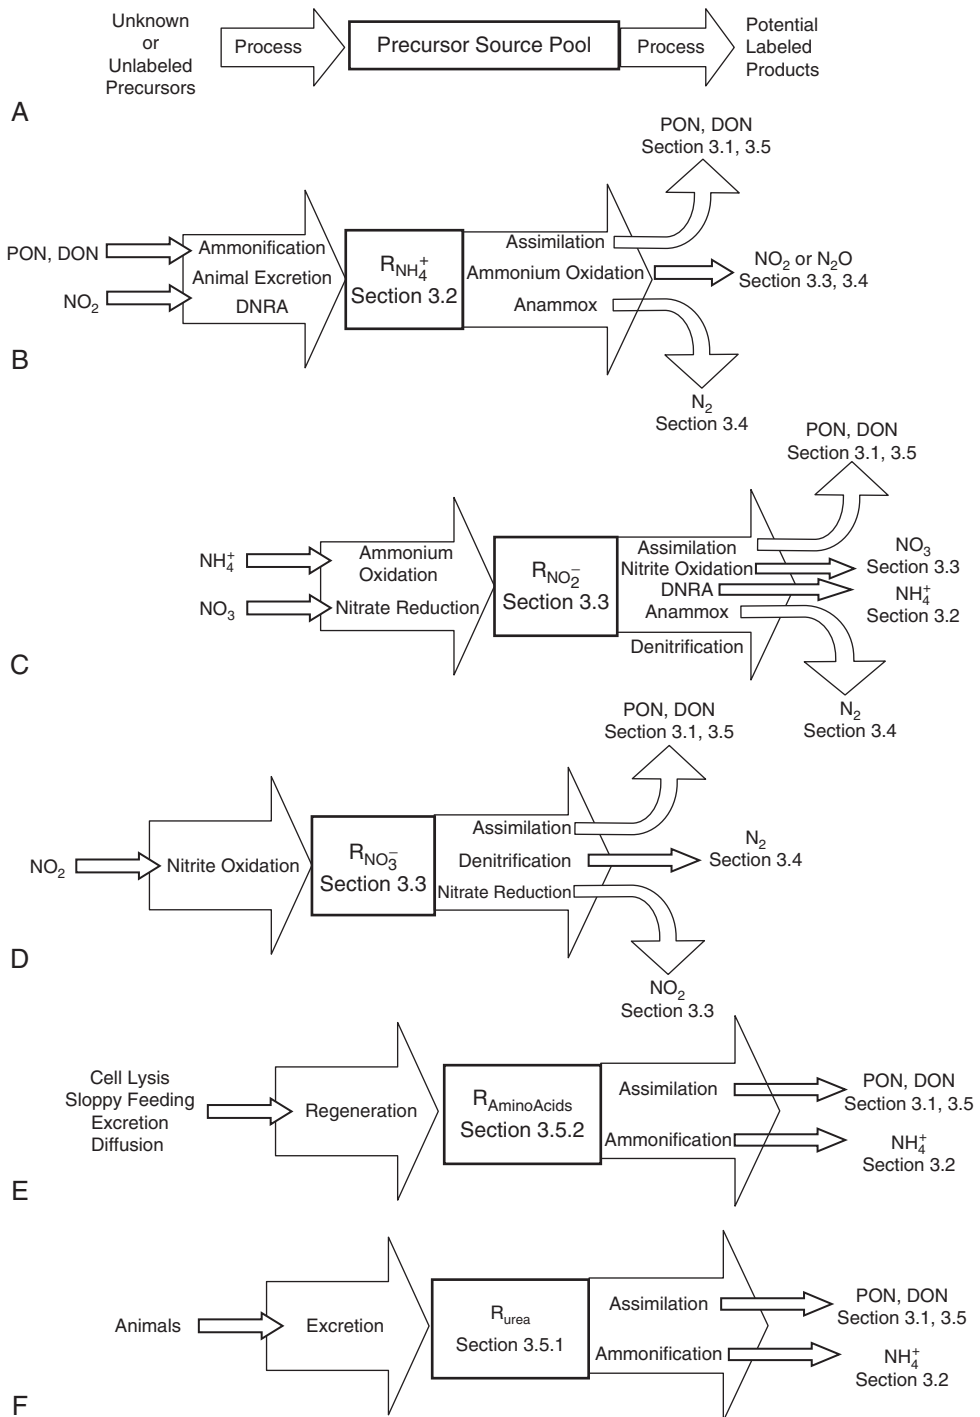 Unknown
or
Unlabeled
Precursors
Process
Precursor Source Pool
Process
Potential
Labeled
Products
A
PON, DON
Section 3.1, 3.5
PON, DON
NO₂
Ammonification
Animal Excretion
DNRA
R_NH₄⁺
Section 3.2
Assimilation
Ammonium Oxidation
Anammox
NO₂ or N₂O
Section 3.3, 3.4
N₂
Section 3.4
B
PON, DON
Section 3.1, 3.5
NH₄⁺
NO₃
Ammonium
Oxidation
Nitrate Reduction
R_NO₂⁻
Section 3.3
Assimilation
Nitrite Oxidation
DNRA
Anammox
Denitrification
NO₃
Section 3.3
NH₄⁺
Section 3.2
N₂
Section 3.4
C
PON, DON
Section 3.1, 3.5
NO₂
Nitrite Oxidation
R_NO₃⁻
Section 3.3
Assimilation
Denitrification
Nitrate Reduction
N₂
Section 3.4
NO₂
Section 3.3
D
Cell Lysis
Sloppy Feeding
Excretion
Diffusion
Regeneration
R_AminoAcids
Section 3.5.2
Assimilation
Ammonification
PON, DON
Section 3.1, 3.5
NH₄⁺
Section 3.2
E
Animals
Excretion
R_urea
Section 3.5.1
Assimilation
Ammonification
PON, DON
Section 3.1, 3.5
NH₄⁺
Section 3.2
F